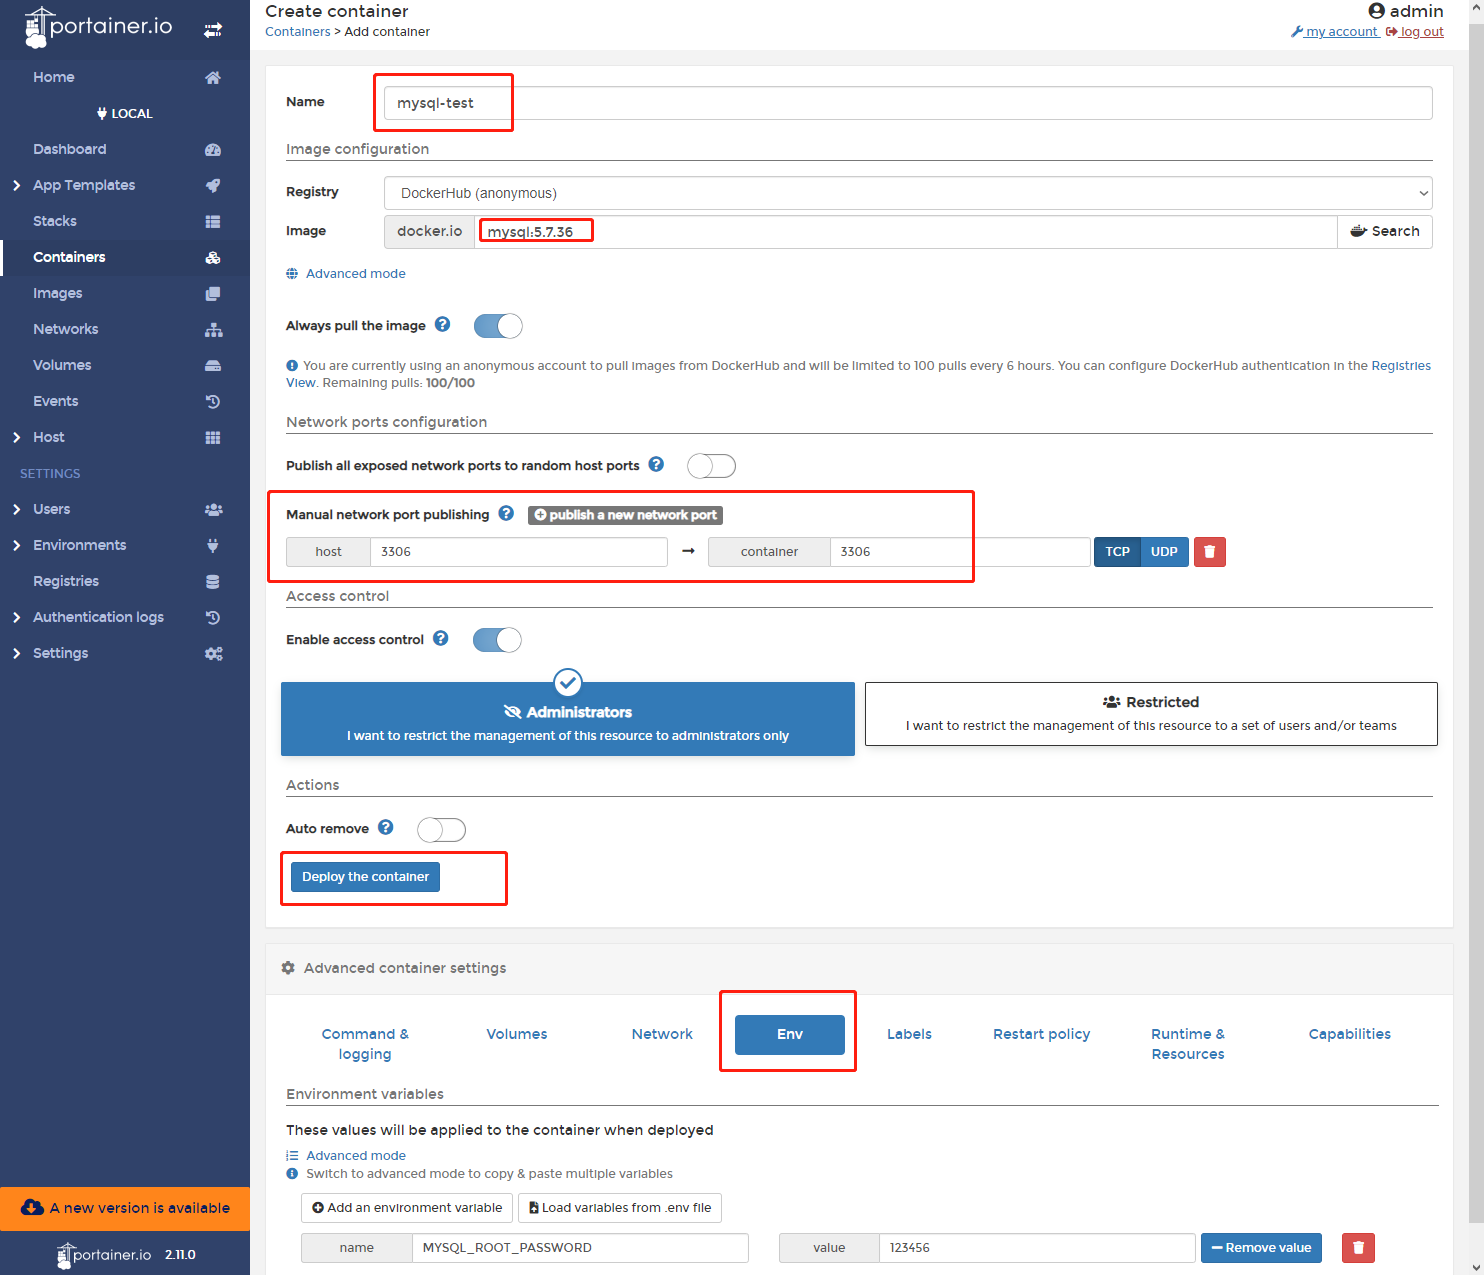 portainer.io
Home
LOCAL
Dashboard
App Templates
Stacks
Containers
Images
Networks
Volumes
Events
Host
SETTINGS
Users
Environments
Registries
Authentication logs
Settings
A new version is available
portainer.io 2.11.0
Create container
Containers > Add container
admin
my account log out
Name mysql-test
Image configuration
Registry DockerHub (anonymous)
Image docker.io mysql:5.7.36 Search
Advanced mode
Always pull the image
You are currently using an anonymous account to pull images from DockerHub and will be limited to 100 pulls every 6 hours. You can configure DockerHub authentication in the Registries
View. Remaining pulls: 100/100
Network ports configuration
Publish all exposed network ports to random host ports
Manual network port publishing publish a new network port
host 3306 → container 3306 TCP UDP
Access control
Enable access control
Administrators
I want to restrict the management of this resource to administrators only
Restricted
I want to restrict the management of this resource to a set of users and/or teams
Actions
Auto remove
Deploy the container
Advanced container settings
Command &
logging
Volumes
Network
Env
Labels
Restart policy
Runtime &
Resources
Capabilities
Environment variables
These values will be applied to the container when deployed
Advanced mode
Switch to advanced mode to copy & paste multiple variables
Add an environment variable Load variables from .env file
name MYSQL_ROOT_PASSWORD value 123456 Remove value